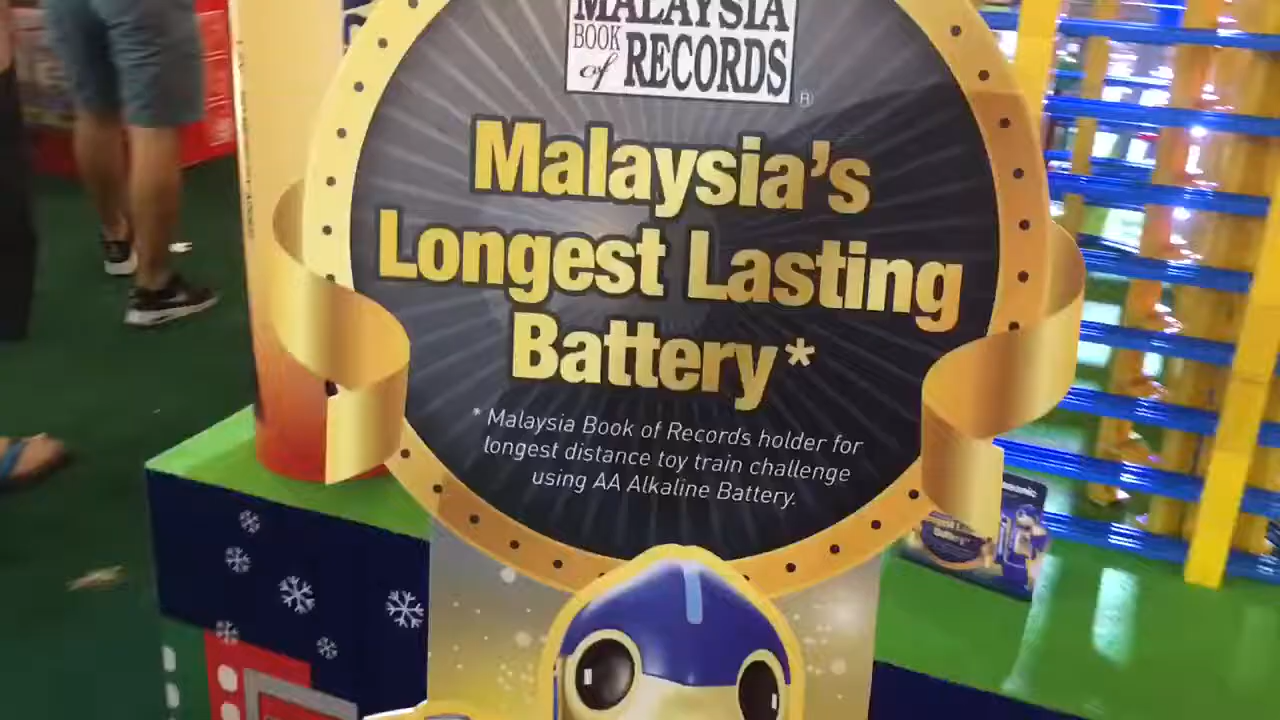 MALAYSIA
BOOK of RECORDS
®
Malaysia's
Longest Lasting
Battery*
* Malaysia Book of Records holder for
longest distance toy train challenge
using AA Alkaline Battery.